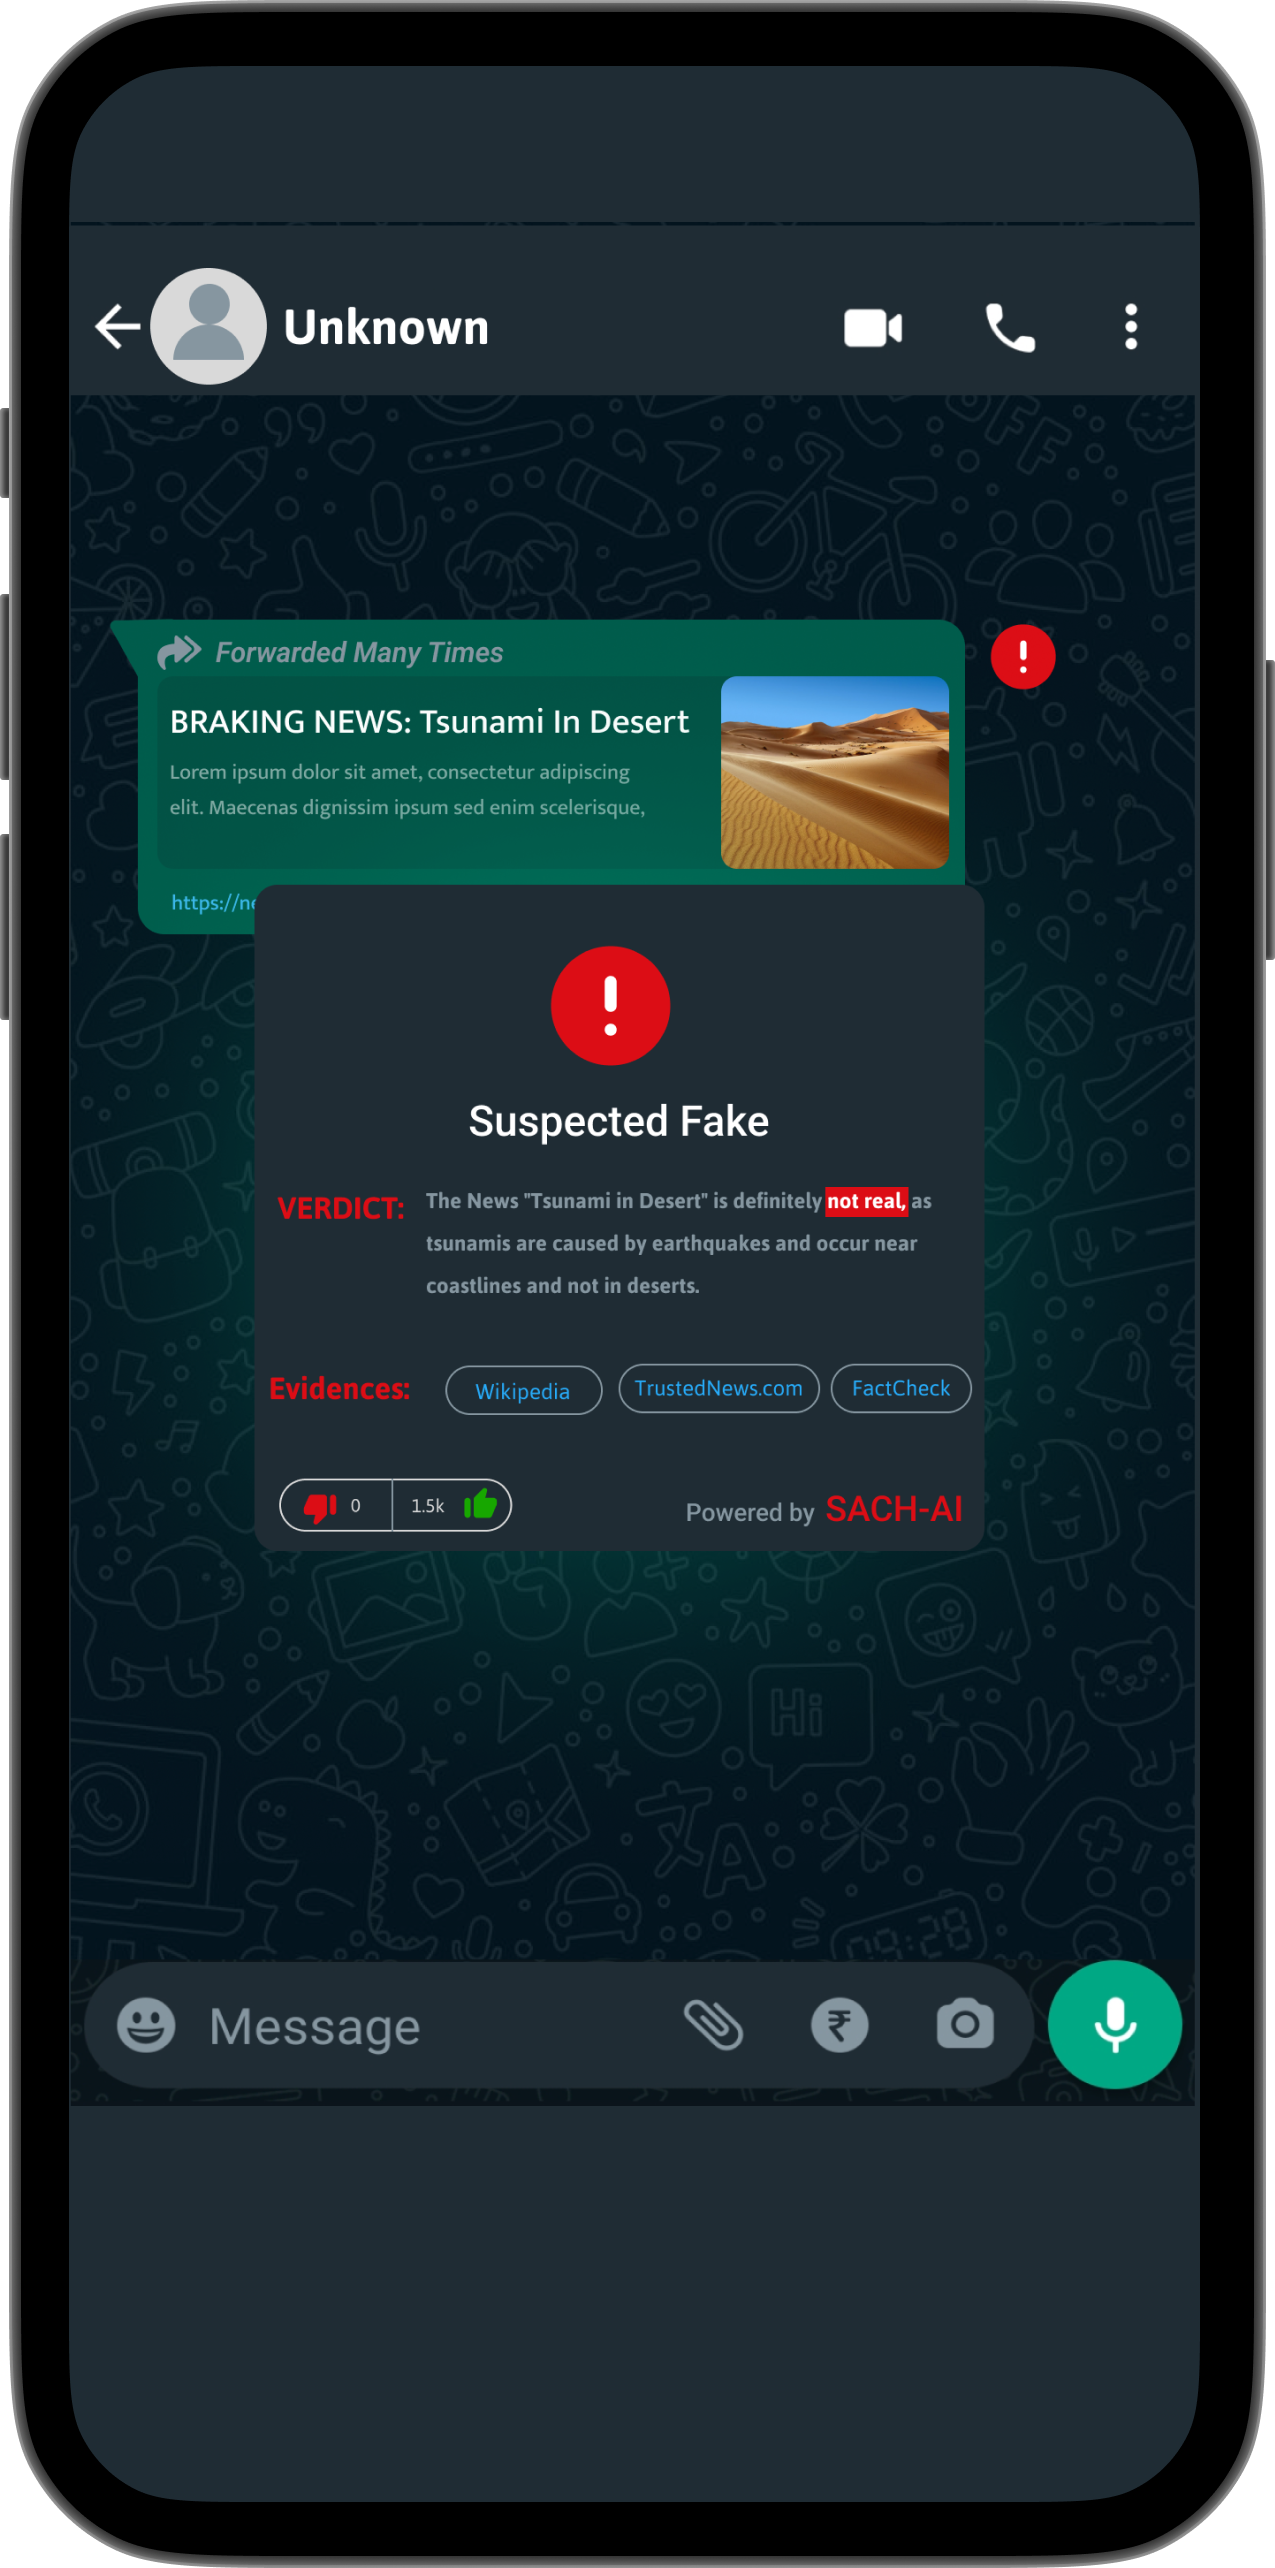 Unknown
Forwarded Many Times
BRAKING NEWS: Tsunami In Desert
Lorem ipsum dolor sit amet, consectetur adipiscing
elit. Maecenas dignissim ipsum sed enim scelerisque,
https://ne
Suspected Fake
VERDICT: The News "Tsunami in Desert" is definitely not real, as
tsunamis are caused by earthquakes and occur near
coastlines and not in deserts.
Evidences: Wikipedia TrustedNews.com FactCheck
0 1.5k Powered by SACH-AI
Hi
09:28
Message